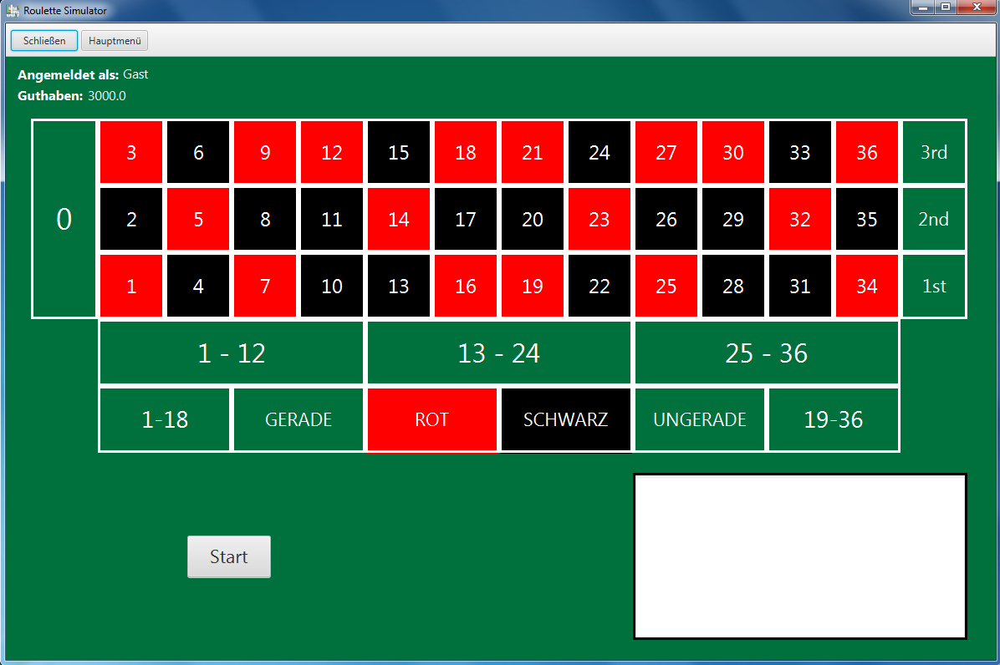 Roulette Simulator
Schließen Hauptmenü
Angemeldet als: Gast
Guthaben: 3000.0
3 6 9 12 15 18 21 24 27 30 33 36 3rd
0 2 5 8 11 14 17 20 23 26 29 32 35 2nd
1 4 7 10 13 16 19 22 25 28 31 34 1st
1 - 12 13 - 24 25 - 36
1-18 GERADE ROT SCHWARZ UNGERADE 19-36
Start